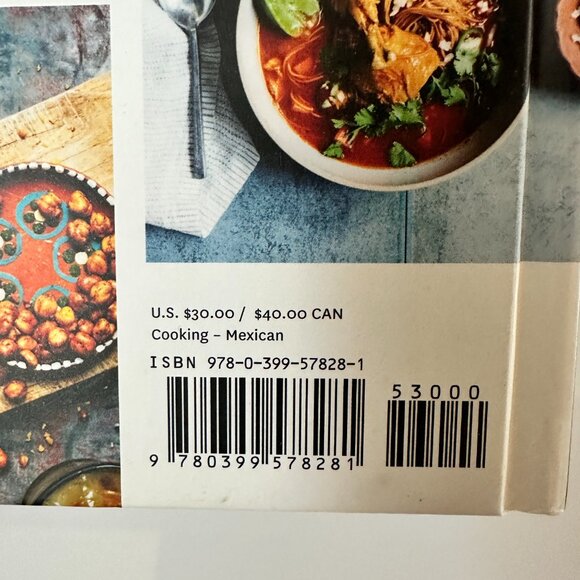 U.S. $30.00 / $40.00 CAN
Cooking – Mexican
ISBN 978-0-399-57828-1
53000
9 780399 578281